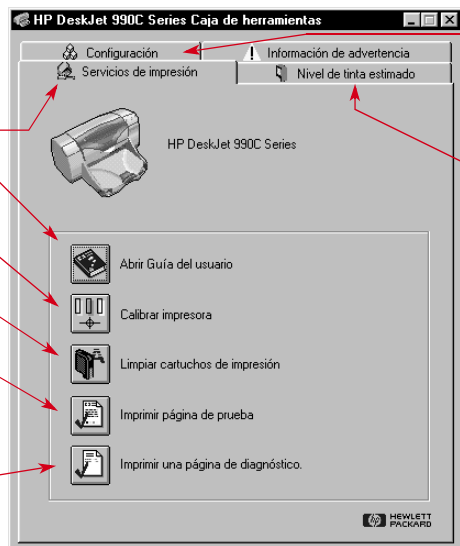 HP DeskJet 990C Series Caja de herramientas
Configuración
Información de advertencia
Servicios de impresión
Nivel de tinta estimado
HP DeskJet 990C Series
Abrir Guía del usuario
Calibrar impresora
Limpiar cartuchos de impresión
Imprimir página de prueba
Imprimir una página de diagnóstico.
hp HEWLETT
PACKARD